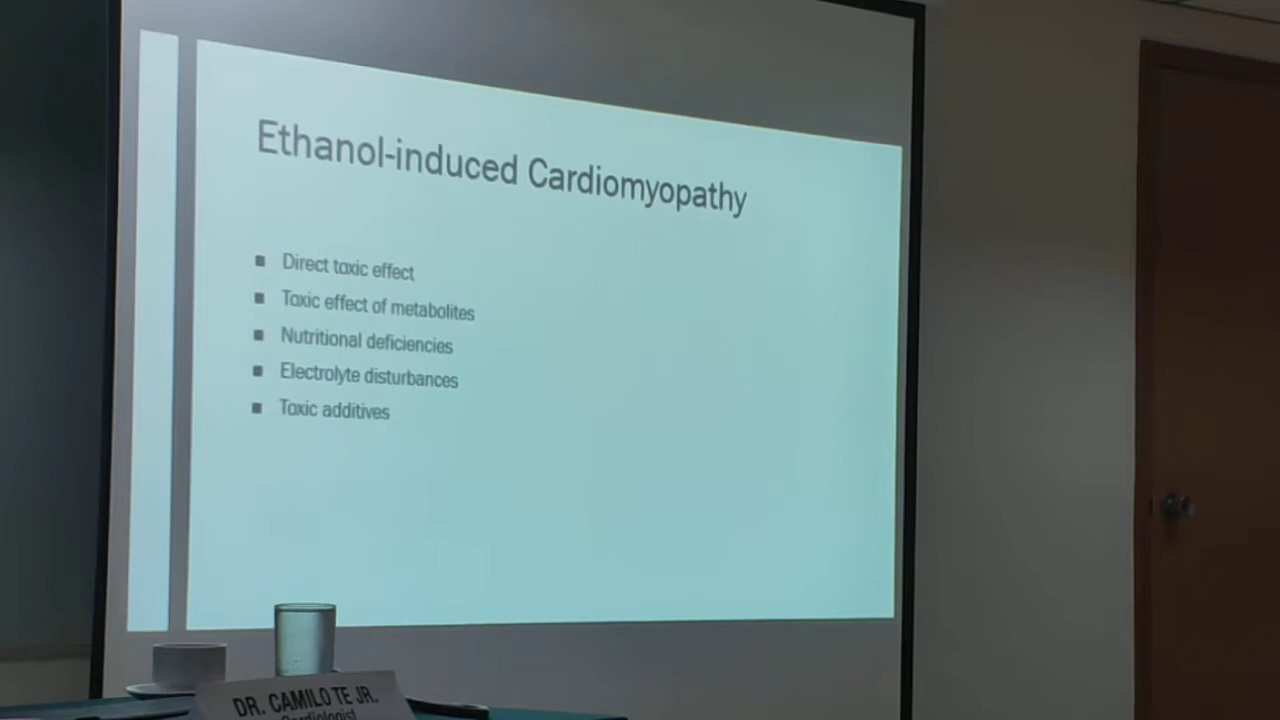 Ethanol-induced Cardiomyopathy
Direct toxic effect
Toxic effect of metabolites
Nutritional deficiencies
Electrolyte disturbances
Toxic additives
DR. CAMILO TE JR.
Cardiologist